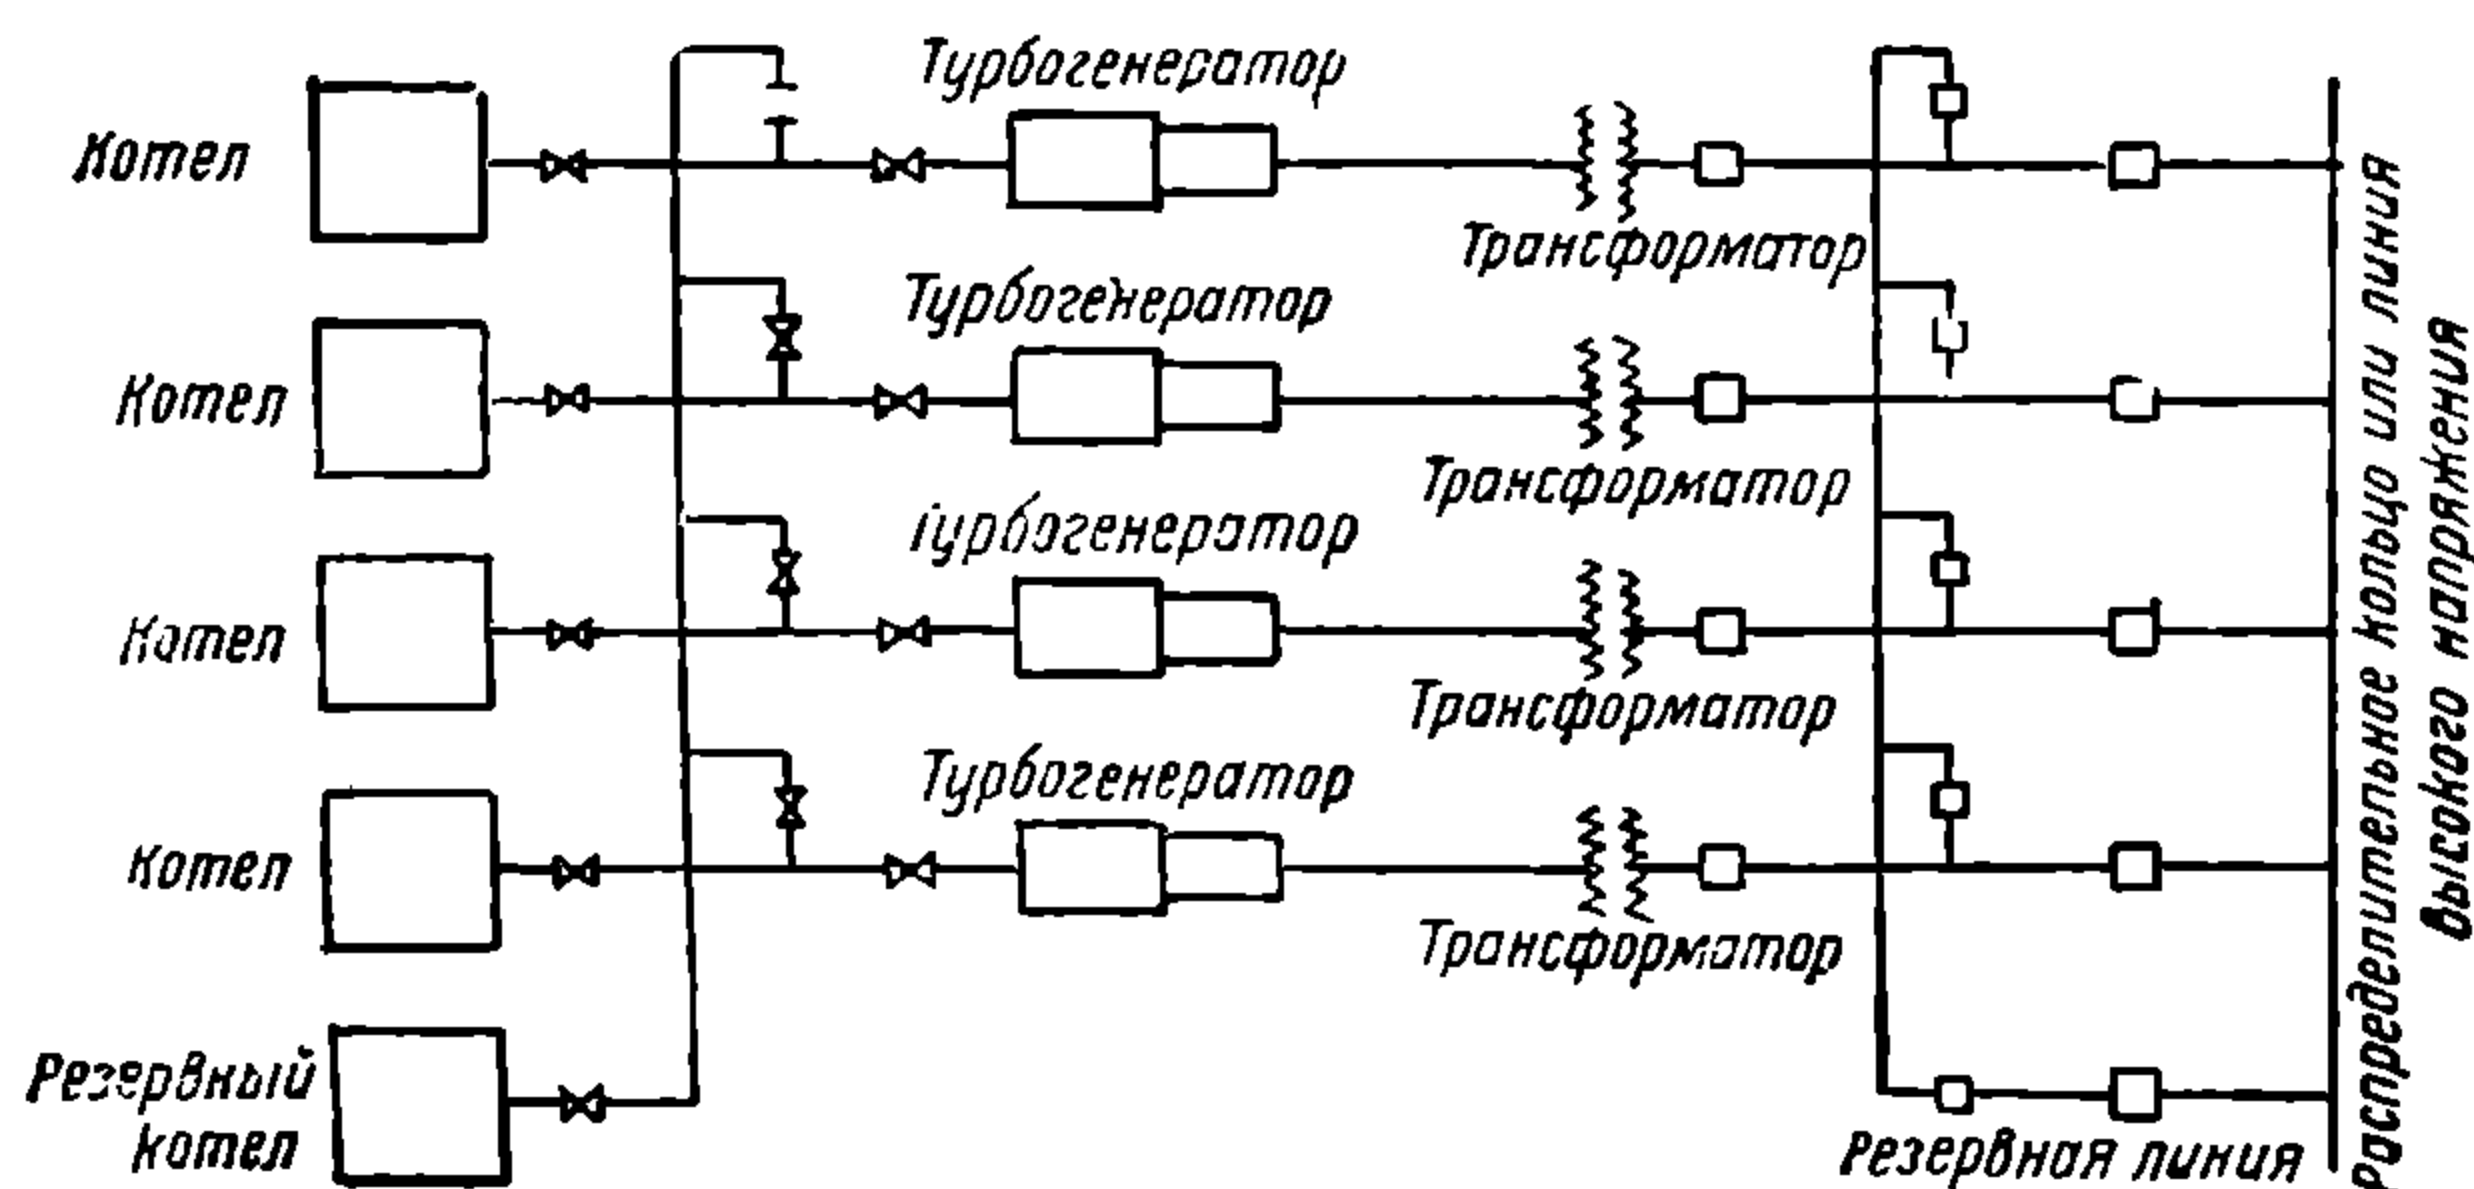 Турбогенератор
Котел
Трансформатор
Турбогенератор
Котел
Трансформатор
Турбогенератор
Котел
Трансформатор
Турбогенератор
Котел
Трансформатор
Резервный
котел
Резервная линия
Распределительное кольцо или линия
высокого напряжения